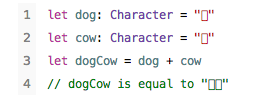 1 let dog: Character = "▯"
2 let cow: Character = "▯"
3 let dogCow = dog + cow
4 // dogCow is equal to "▯▯"